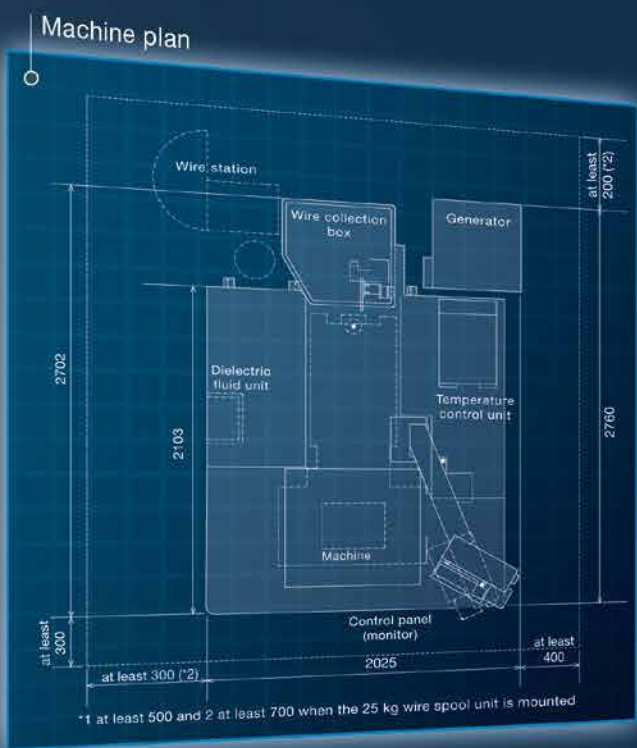 Machine plan
at least
200 (*2)
Wire station
Wire collection
box
Generator
2702
Dielectric
fluid unit
2103
Temperature
control unit
2760
Machine
at least
300
Control panel
(monitor)
at least 300 (*2)
2025
at least
400
*1 at least 500 and 2 at least 700 when the 25 kg wire spool unit is mounted